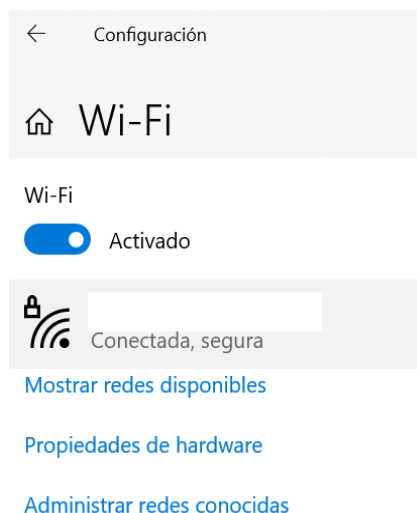 Configuración
Wi-Fi
Wi-Fi
Activado
Conectada, segura
Mostrar redes disponibles
Propiedades de hardware
Administrar redes conocidas